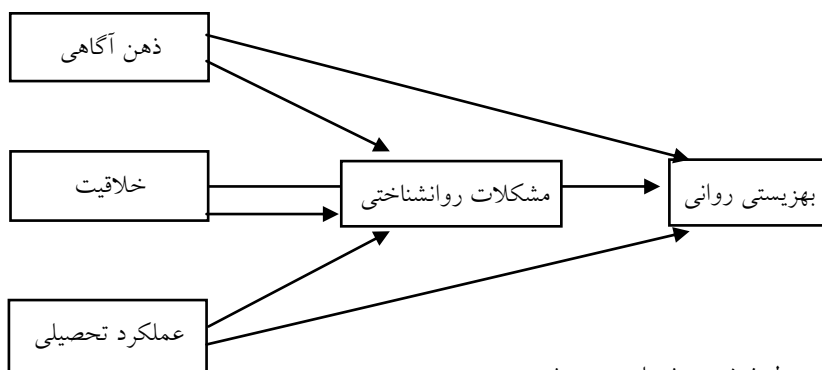 ذهن آگاهی
خلاقیت
مشکلات روانشناختی
بهزیستی روانی
عملکرد تحصیلی